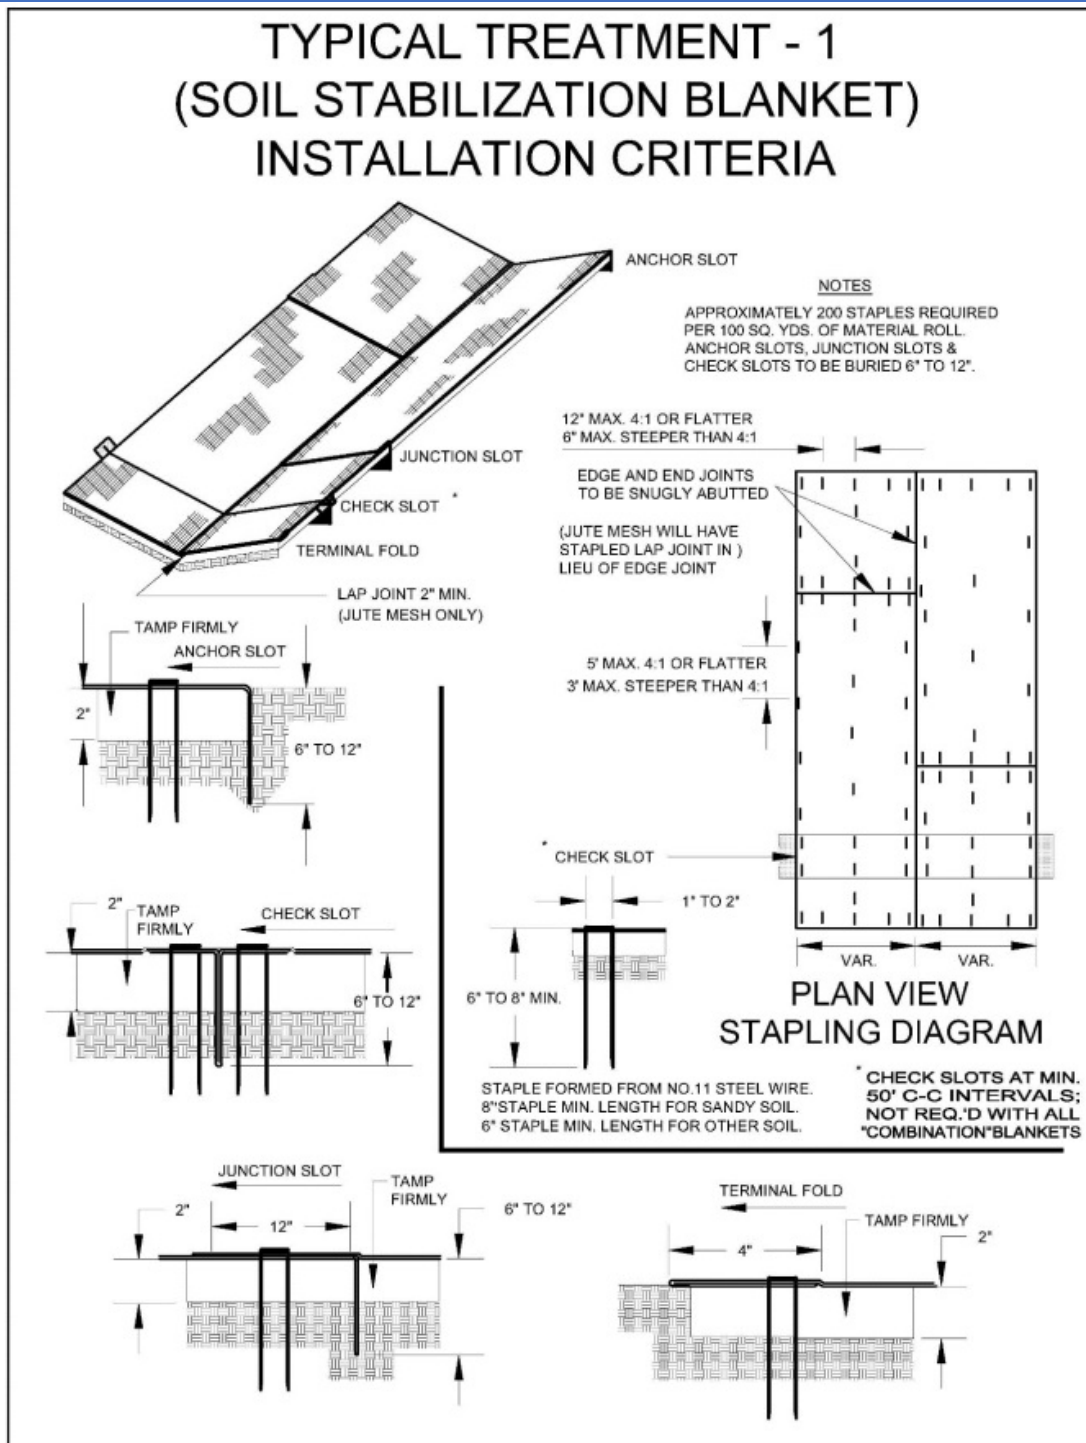 TYPICAL TREATMENT - 1
(SOIL STABILIZATION BLANKET)
INSTALLATION CRITERIA
ANCHOR SLOT
NOTES
APPROXIMATELY 200 STAPLES REQUIRED
PER 100 SQ. YDS. OF MATERIAL ROLL.
ANCHOR SLOTS, JUNCTION SLOTS &
CHECK SLOTS TO BE BURIED 6" TO 12".
JUNCTION SLOT
CHECK SLOT *
TERMINAL FOLD
LAP JOINT 2" MIN.
(JUTE MESH ONLY)
12" MAX. 4:1 OR FLATTER
6" MAX. STEEPER THAN 4:1
EDGE AND END JOINTS
TO BE SNUGLY ABUTTED
(JUTE MESH WILL HAVE
STAPLED LAP JOINT IN )
LIEU OF EDGE JOINT
5' MAX. 4:1 OR FLATTER
3' MAX. STEEPER THAN 4:1
TAMP FIRMLY
ANCHOR SLOT
2"
6" TO 12"
* CHECK SLOT
1" TO 2"
6" TO 8" MIN.
VAR.
VAR.
PLAN VIEW
STAPLING DIAGRAM
STAPLE FORMED FROM NO.11 STEEL WIRE.
8"STAPLE MIN. LENGTH FOR SANDY SOIL.
6" STAPLE MIN. LENGTH FOR OTHER SOIL.
* CHECK SLOTS AT MIN.
50' C-C INTERVALS;
NOT REQ.'D WITH ALL
"COMBINATION"BLANKETS
2"
TAMP
FIRMLY
CHECK SLOT
6" TO 12"
JUNCTION SLOT
TAMP
FIRMLY
2"
12"
6" TO 12"
TERMINAL FOLD
TAMP FIRMLY
4"
2"